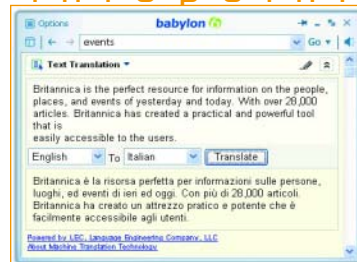 Options babylon
events Go
Text Translation
Britannica is the perfect resource for information on the people,
places, and events of yesterday and today. With over 28,000
articles. Britannica has created a practical and powerful tool
that is
easily accessible to the users.
English To Italian Translate
Britannica è la risorsa perfetta per informazioni sulle persone,
luoghi, ed eventi di ieri ed oggi. Con più di 28,000 articoli.
Britannica ha creato un attrezzo pratico e potente che è
facilmente accessibile agli utenti.
Powered by LEC, Language Engineering Company, LLC
About Machine Translation Technology